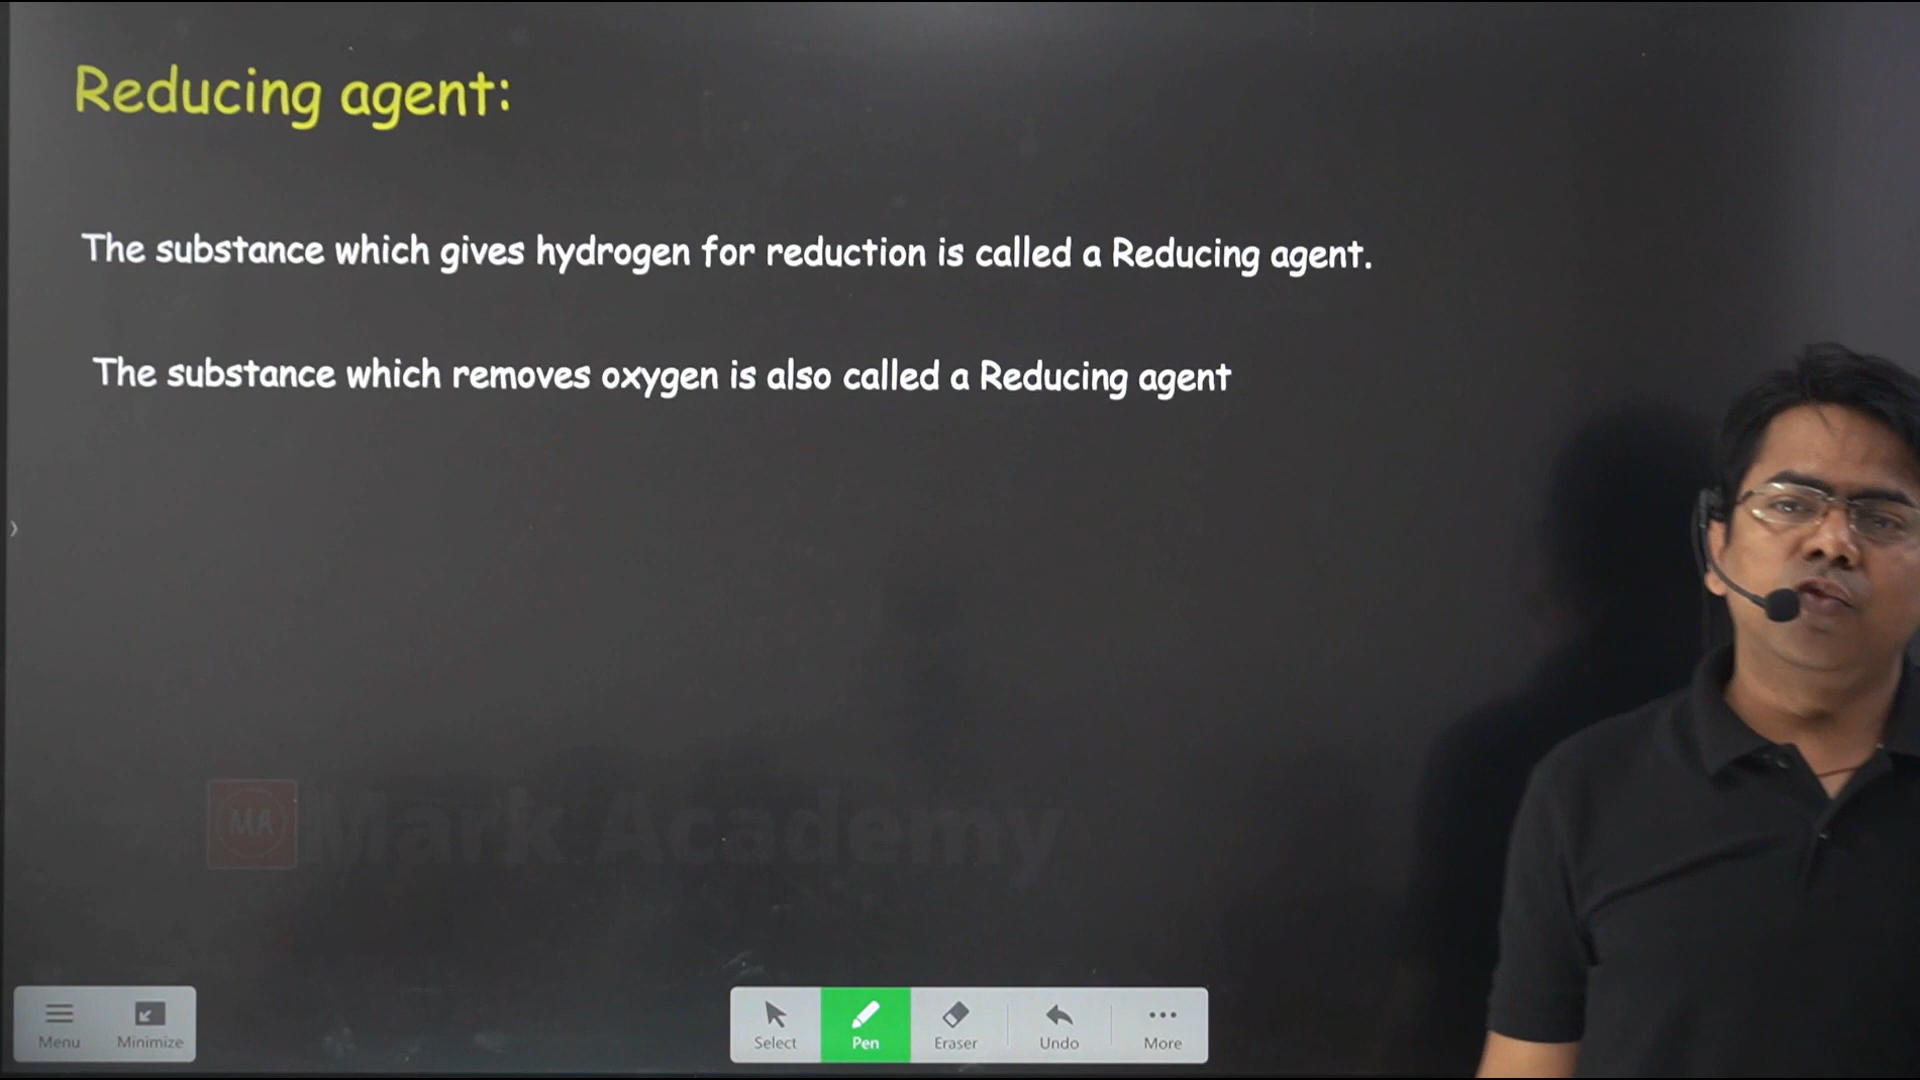 Reducing agent:
The substance which gives hydrogen for reduction is called a Reducing agent.
The substance which removes oxygen is also called a Reducing agent
MA Mark Academy
Menu Minimize Select Pen Eraser Undo More